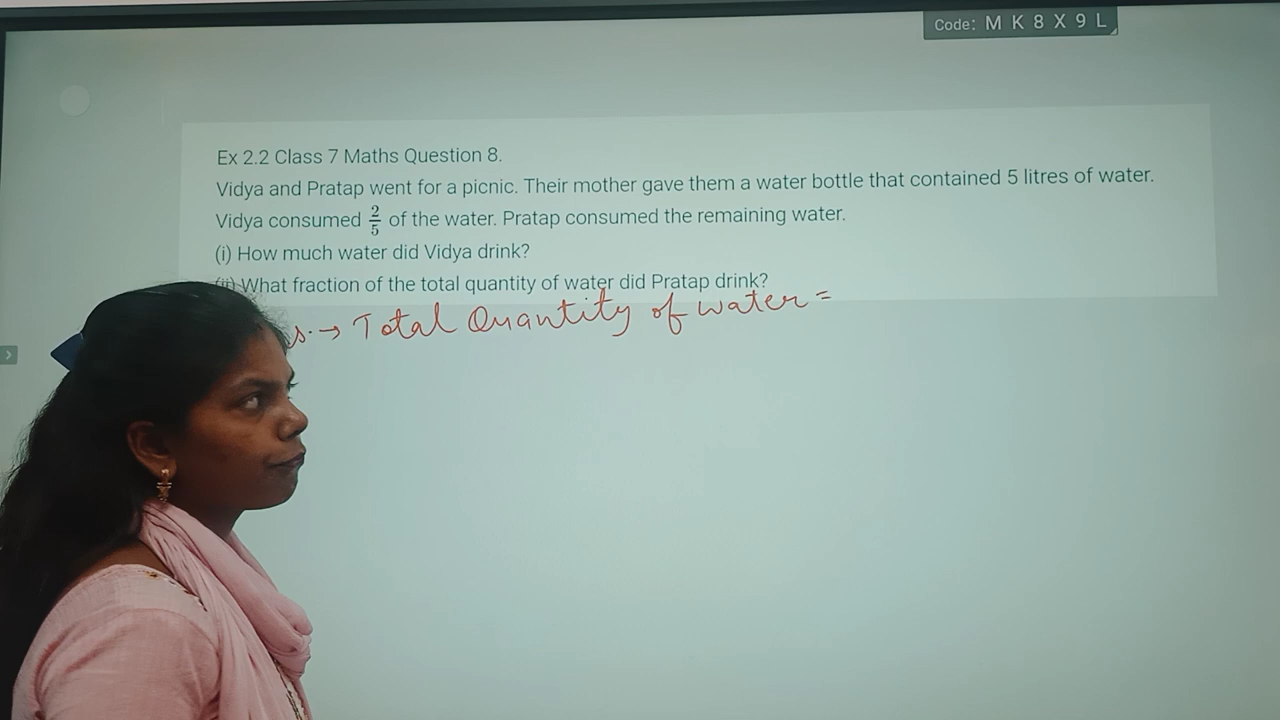 Code: M K 8 X 9 L
Ex 2.2 Class 7 Maths Question 8.
Vidya and Pratap went for a picnic. Their mother gave them a water bottle that contained 5 litres of water.
Vidya consumed 2/5 of the water. Pratap consumed the remaining water.
(i) How much water did Vidya drink?
(ii) What fraction of the total quantity of water did Pratap drink?
s. → Total Quantity of water =